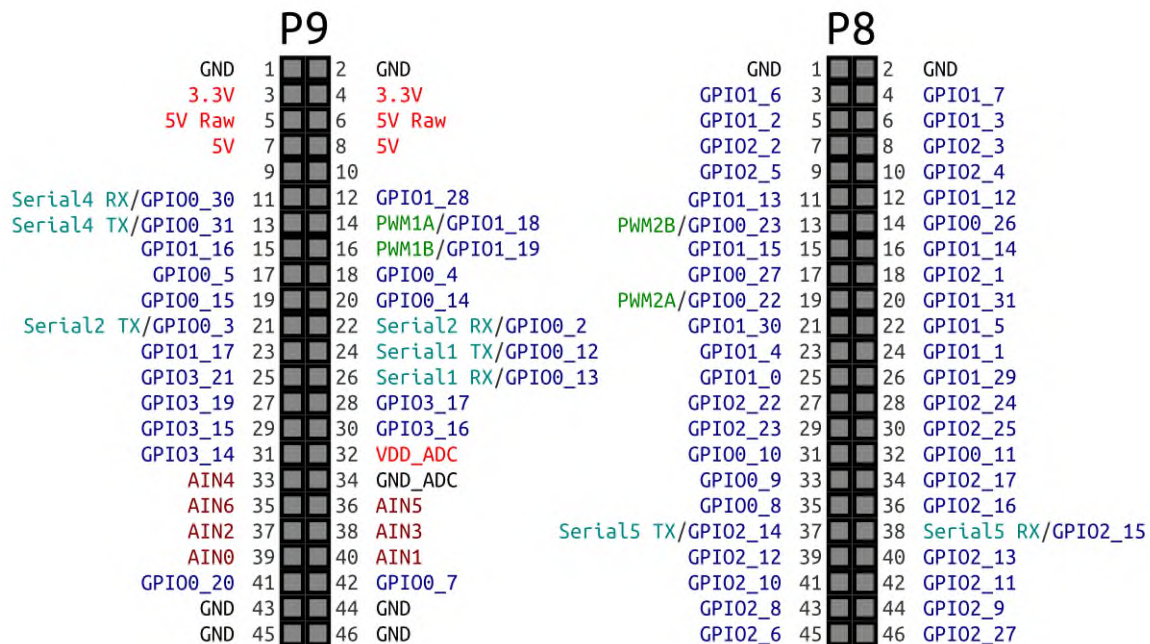 P9 P8
GND 1 2 GND GND 1 2 GND
3.3V 3 4 3.3V GPIO1_6 3 4 GPIO1_7
5V Raw 5 6 5V Raw GPIO1_2 5 6 GPIO1_3
5V 7 8 5V GPIO2_2 7 8 GPIO2_3
9 10 GPIO2_5 9 10 GPIO2_4
Serial4 RX/GPIO0_30 11 12 GPIO1_28 GPIO1_13 11 12 GPIO1_12
Serial4 TX/GPIO0_31 13 14 PWM1A/GPIO1_18 PWM2B/GPIO0_23 13 14 GPIO0_26
GPIO1_16 15 16 PWM1B/GPIO1_19 GPIO1_15 15 16 GPIO1_14
GPIO0_5 17 18 GPIO0_4 GPIO0_27 17 18 GPIO2_1
GPIO0_15 19 20 GPIO0_14 PWM2A/GPIO0_22 19 20 GPIO1_31
Serial2 TX/GPIO0_3 21 22 Serial2 RX/GPIO0_2 GPIO1_30 21 22 GPIO1_5
GPIO1_17 23 24 Serial1 TX/GPIO0_12 GPIO1_4 23 24 GPIO1_1
GPIO3_21 25 26 Serial1 RX/GPIO0_13 GPIO1_0 25 26 GPIO1_29
GPIO3_19 27 28 GPIO3_17 GPIO2_22 27 28 GPIO2_24
GPIO3_15 29 30 GPIO3_16 GPIO2_23 29 30 GPIO2_25
GPIO3_14 31 32 VDD_ADC GPIO0_10 31 32 GPIO0_11
AIN4 33 34 GND_ADC GPIO0_9 33 34 GPIO2_17
AIN6 35 36 AIN5 GPIO0_8 35 36 GPIO2_16
AIN2 37 38 AIN3 Serial5 TX/GPIO2_14 37 38 Serial5 RX/GPIO2_15
AIN0 39 40 AIN1 GPIO2_12 39 40 GPIO2_13
GPIO0_20 41 42 GPIO0_7 GPIO2_10 41 42 GPIO2_11
GND 43 44 GND GPIO2_8 43 44 GPIO2_9
GND 45 46 GND GPIO2_6 45 46 GPIO2_27